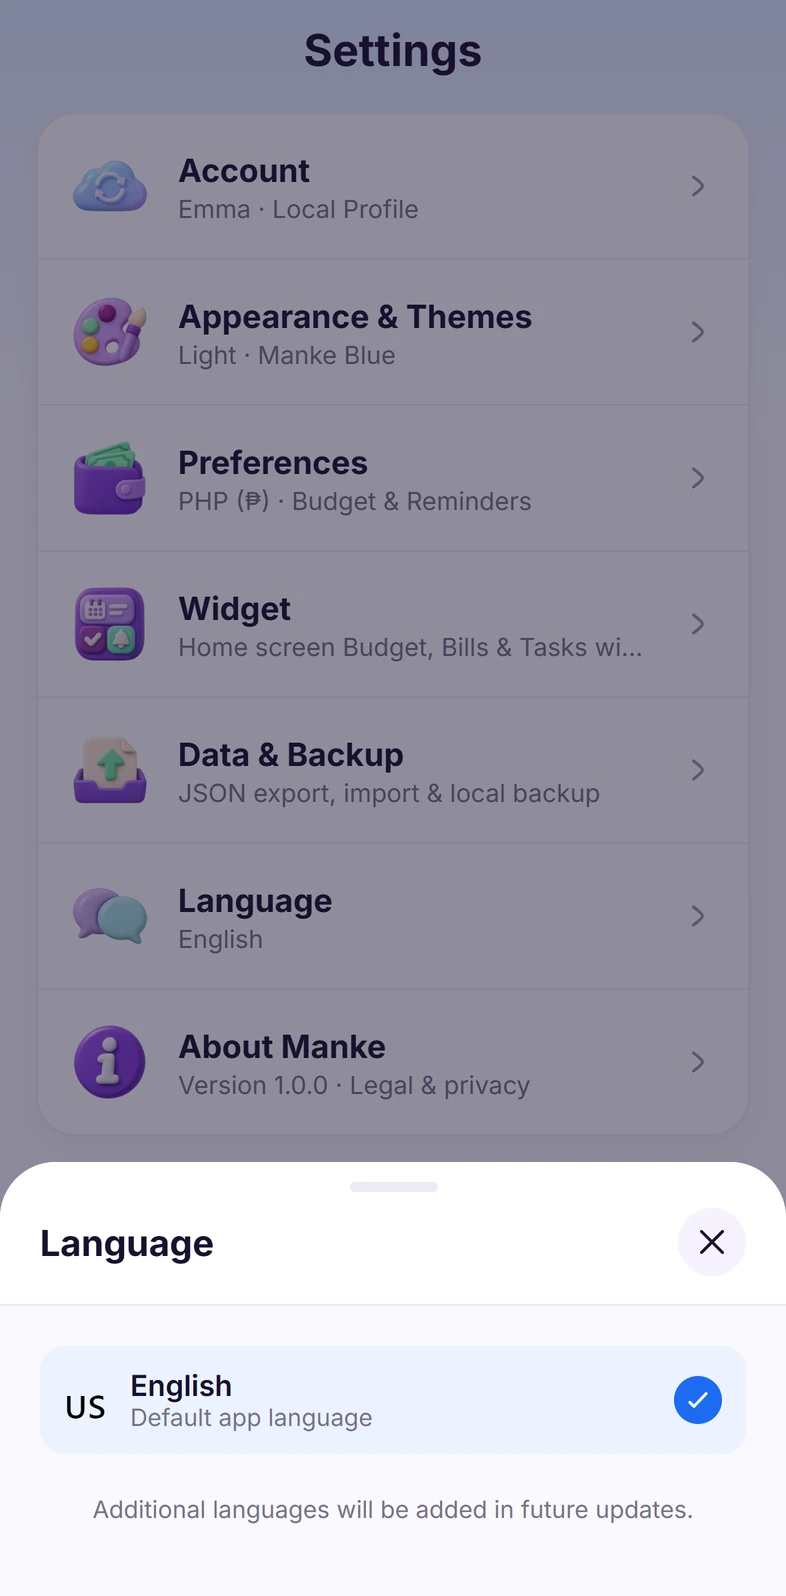 Settings
Account
Emma · Local Profile
Appearance & Themes
Light · Manke Blue
Preferences
PHP (₱) · Budget & Reminders
Widget
Home screen Budget, Bills & Tasks wi...
Data & Backup
JSON export, import & local backup
Language
English
About Manke
Version 1.0.0 · Legal & privacy
Language
US
English
Default app language
Additional languages will be added in future updates.